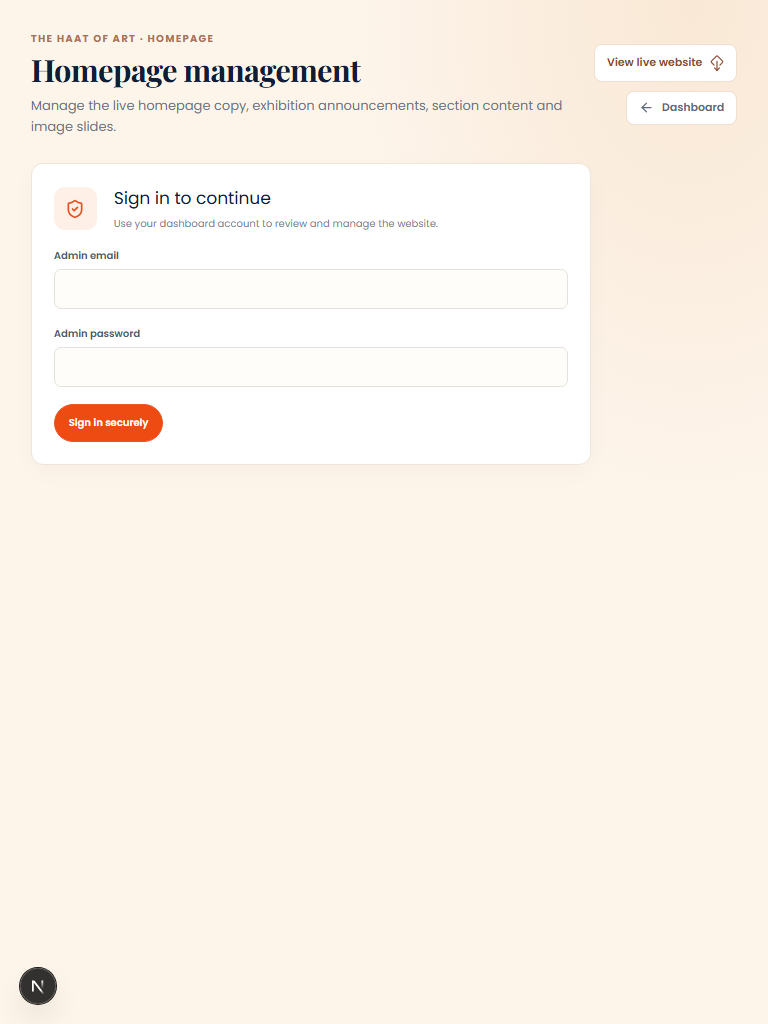 THE HAAT OF ART · HOMEPAGE
Homepage management
Manage the live homepage copy, exhibition announcements, section content and
image slides.
View live website
Dashboard
Sign in to continue
Use your dashboard account to review and manage the website.
Admin email
Admin password
Sign in securely
N